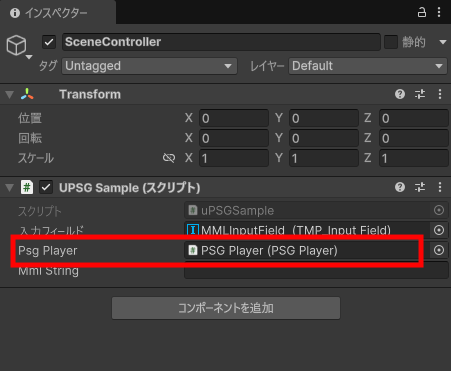 インスペクター
SceneController 静的
タグ Untagged レイヤー Default
Transform
位置 X 0 Y 0 Z 0
回転 X 0 Y 0 Z 0
スケール X 1 Y 1 Z 1
UPSG Sample (スクリプト)
スクリプト uPSGSample
入力フィールド MMLInputField (TMP_Input Field)
Psg Player PSG Player (PSG Player)
Mml String
コンポーネントを追加